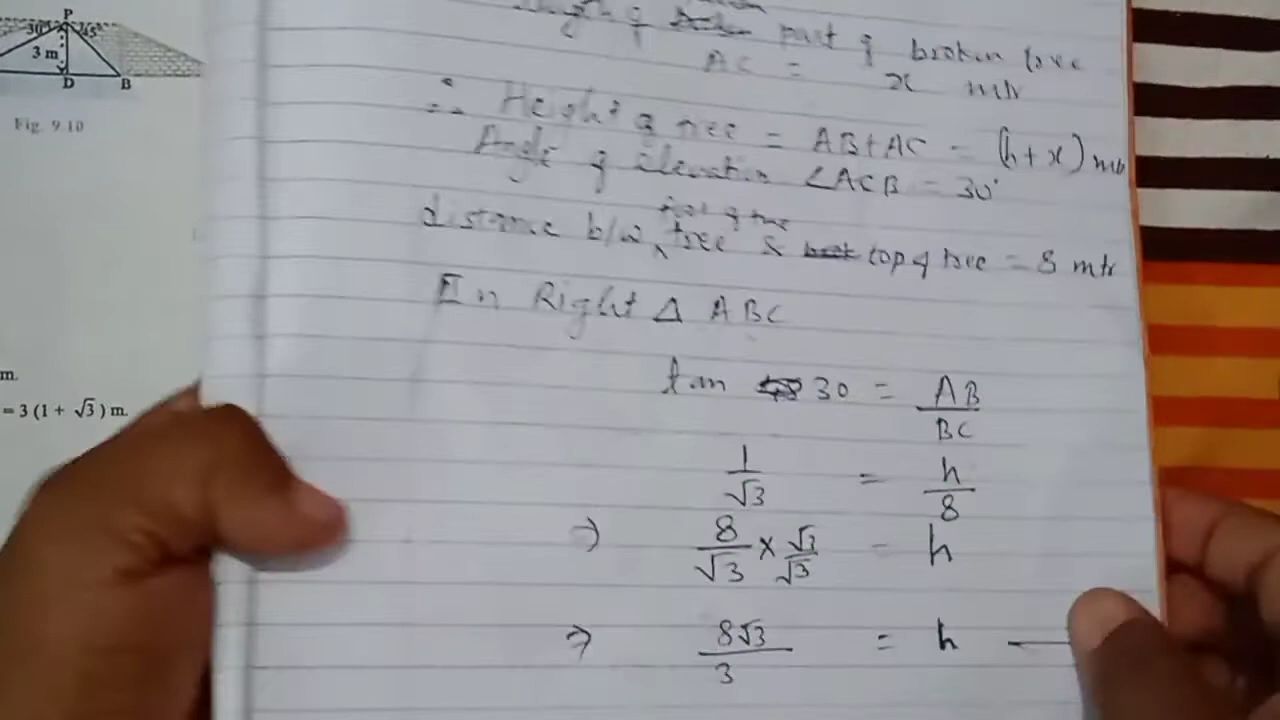 P
30° 45°
3 m
D B
Fig. 9.10
m.
= 3 (1 + √3) m.
part of broken tree
AC = x mtr
∴ Height of tree = AB+AC = (h+x) mtr
Angle of elevation ∠ACB = 30°
foot of tree
distance b/w tree & top of tree = 8 mtr
In Right Δ ABC
tan 30 = AB/BC
1/√3 = h/8
⇒ 8/√3 × √3/√3 = h
⇒ 8√3/3 = h